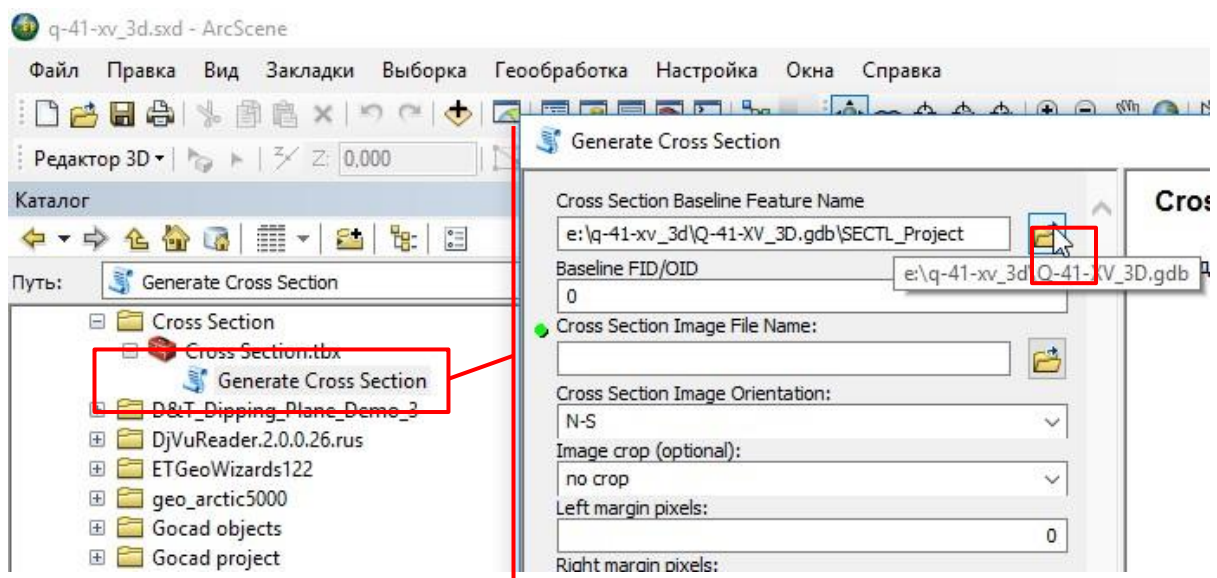 q-41-xv_3d.sxd - ArcScene
Файл Правка Вид Закладки Выборка Геообработка Настройка Окна Справка
Редактор 3D Z: 0,000
Каталог
Путь: Generate Cross Section
Cross Section
Cross Section.tbx
Generate Cross Section
D&T_Dipping_Plane_Demo_3
DjVuReader.2.0.0.26.rus
ETGeoWizards122
geo_arctic5000
Gocad objects
Gocad project
Generate Cross Section
Cross Section Baseline Feature Name
e:\q-41-xv_3d\Q-41-XV_3D.gdb\SECTL_Project
e:\q-41-xv_3d\Q-41-XV_3D.gdb
Baseline FID/OID
0
Cross Section Image File Name:
Cross Section Image Orientation:
N-S
Image crop (optional):
no crop
Left margin pixels:
0
Right margin pixels:
Cros